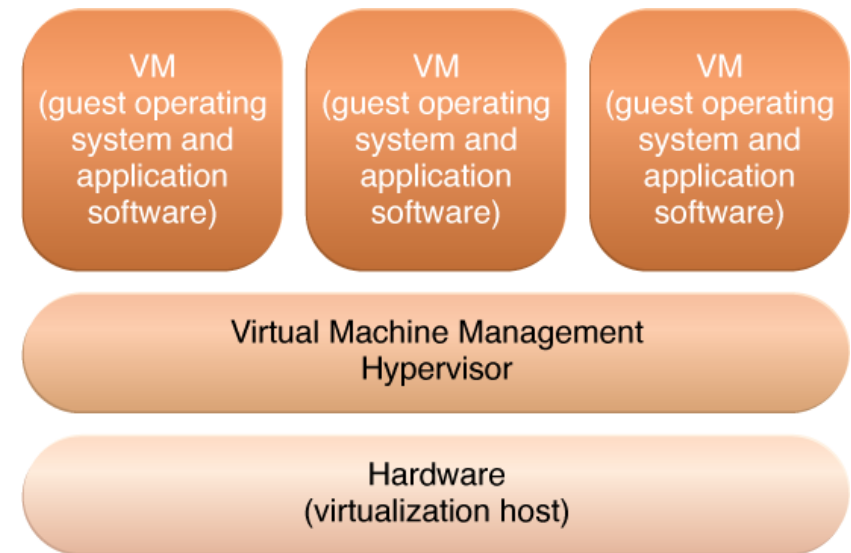 VM
(guest operating
system and
application
software)
VM
(guest operating
system and
application
software)
VM
(guest operating
system and
application
software)
Virtual Machine Management
Hypervisor
Hardware
(virtualization host)